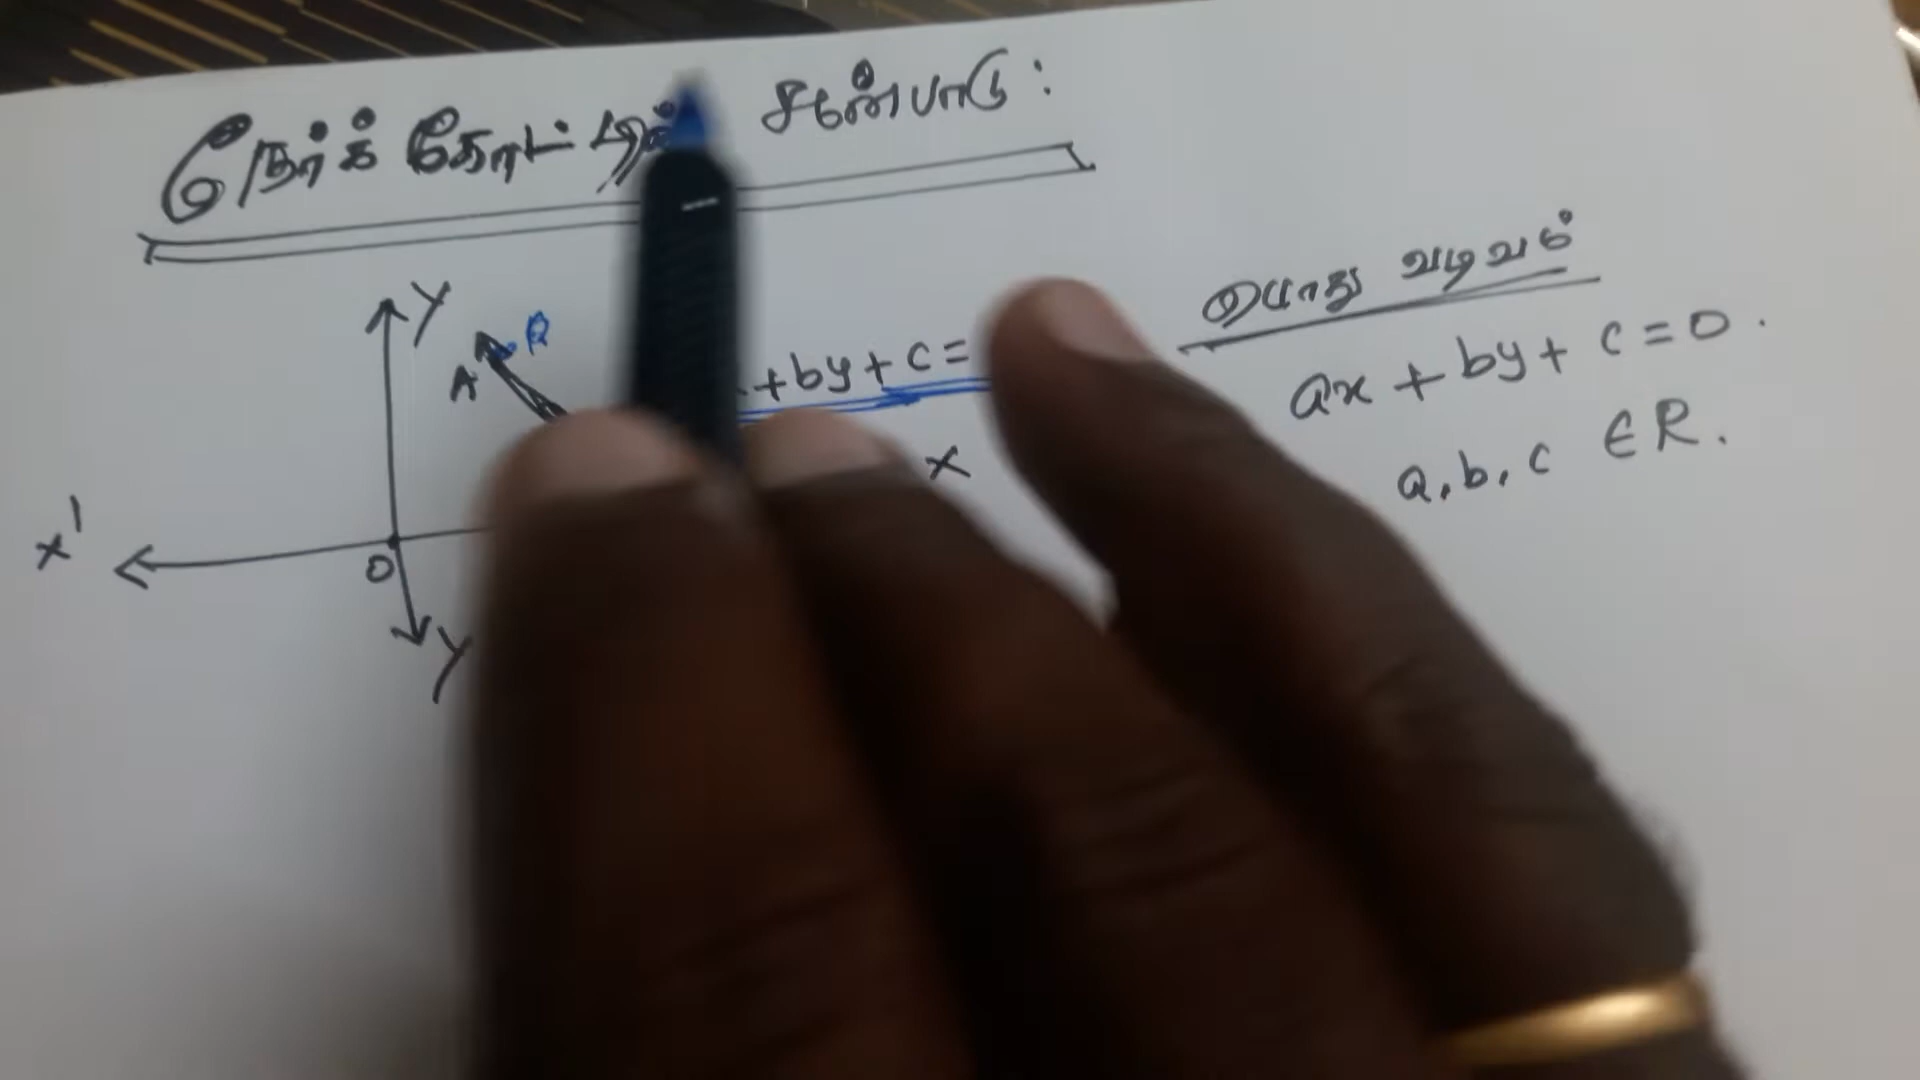 நேர்க்கோட்டின் சமன்பாடு :
பொது வடிவம்
ax + by + c = 0 .
a, b, c ∈ R .
Y
A
+ by + c =
X
X'
O
Y